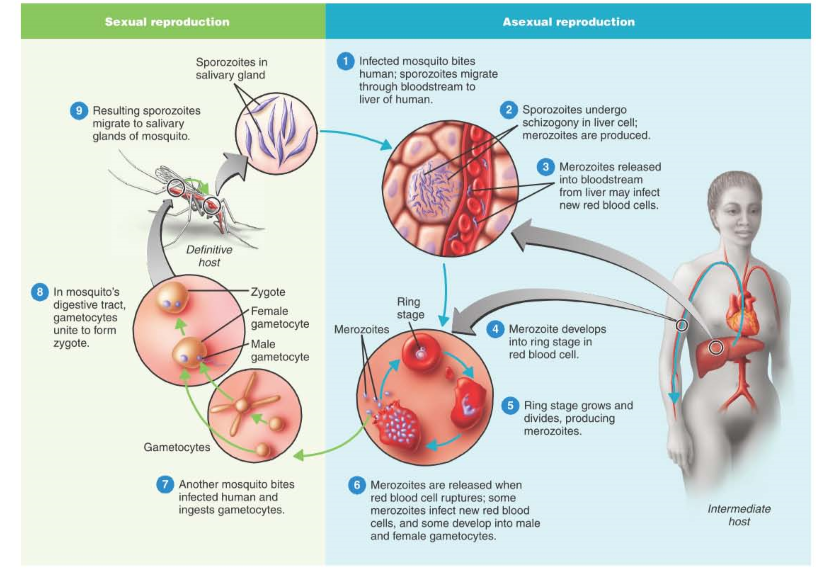 Sexual reproduction
Asexual reproduction
Sporozoites in
salivary gland
1 Infected mosquito bites
human; sporozoites migrate
through bloodstream to
liver of human.
2 Sporozoites undergo
schizogony in liver cell;
merozoites are produced.
3 Merozoites released
into bloodstream
from liver may infect
new red blood cells.
9 Resulting sporozoites
migrate to salivary
glands of mosquito.
Definitive
host
8 In mosquito's
digestive tract,
gametocytes
unite to form
zygote.
Zygote
Female
gametocyte
Male
gametocyte
Ring
stage
Merozoites
4 Merozoite develops
into ring stage in
red blood cell.
5 Ring stage grows and
divides, producing
merozoites.
Gametocytes
7 Another mosquito bites
infected human and
ingests gametocytes.
6 Merozoites are released when
red blood cell ruptures; some
merozoites infect new red blood
cells, and some develop into male
and female gametocytes.
Intermediate
host